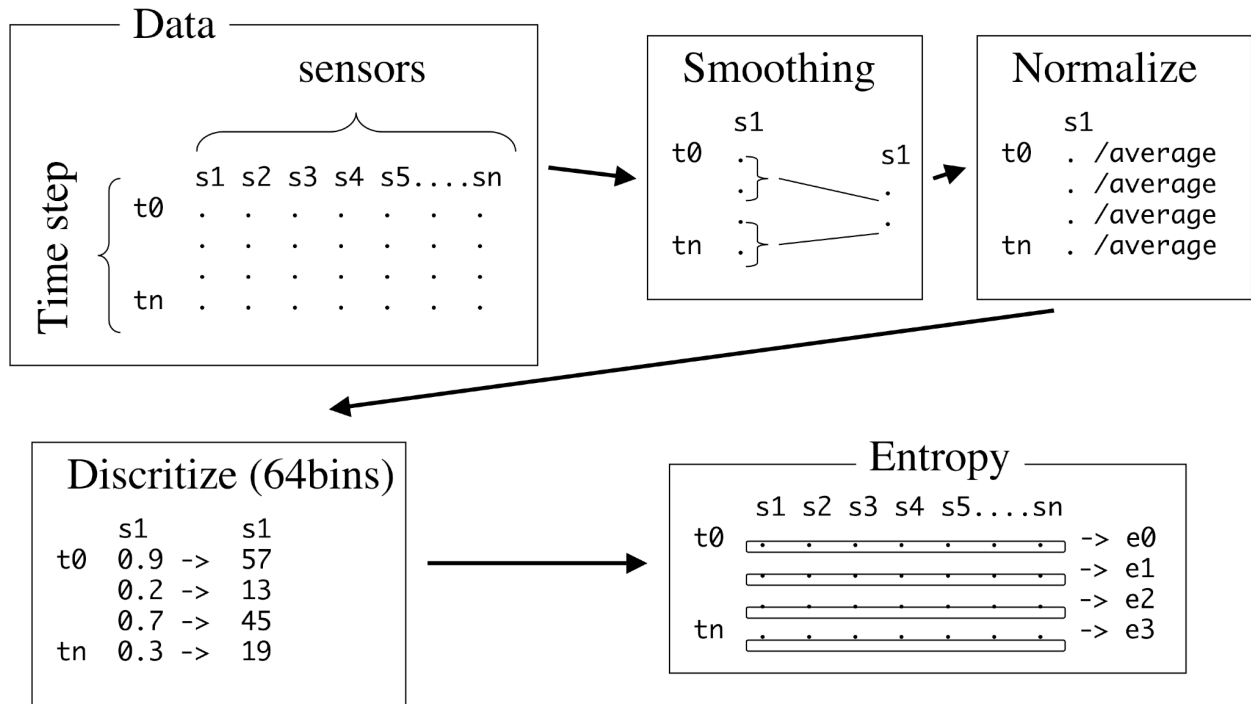 Data
sensors
Time step
s1 s2 s3 s4 s5....sn
t0 . . . . . . .
. . . . . . .
. . . . . . .
tn . . . . . . .
Smoothing
s1
t0 .
s1
. .
. .
tn .
Normalize
s1
t0 . /average
. /average
. /average
tn . /average
Discritize (64bins)
s1 s1
t0 0.9 -> 57
0.2 -> 13
0.7 -> 45
tn 0.3 -> 19
Entropy
s1 s2 s3 s4 s5....sn
t0 . . . . . . . -> e0
. . . . . . . -> e1
. . . . . . . -> e2
tn . . . . . . . -> e3